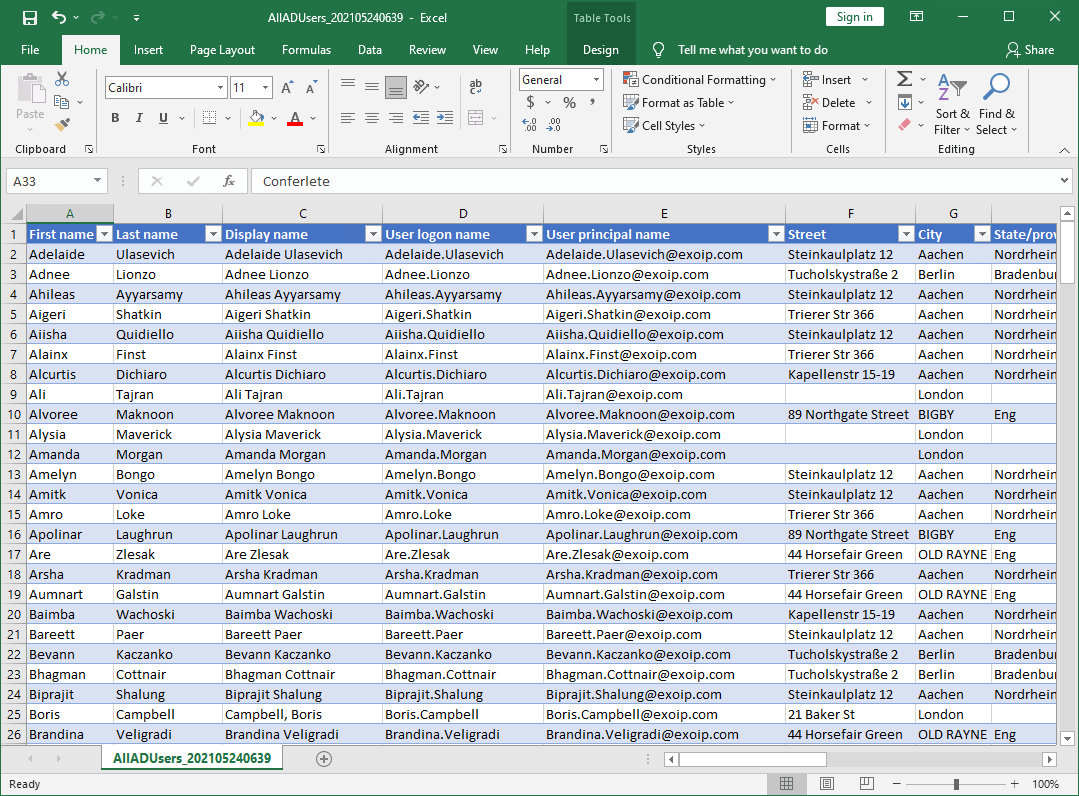 AllADUsers_202105240639 - Excel
Table Tools
Sign in
File Home Insert Page Layout Formulas Data Review View Help Design Tell me what you want to do Share
Paste
Calibri 11
B I U
ab
General
$ % ,
Conditional Formatting
Format as Table
Cell Styles
Insert
Delete
Format
Sort & Filter
Find & Select
Clipboard Font Alignment Number Styles Cells Editing
A33 fx Conferlete
A B C D E F G
1 First name Last name Display name User logon name User principal name Street City State/prov
2 Adelaide Ulasevich Adelaide Ulasevich Adelaide.Ulasevich Adelaide.Ulasevich@exoip.com Steinkaulplatz 12 Aachen Nordrhein
3 Adnee Lionzo Adnee Lionzo Adnee.Lionzo Adnee.Lionzo@exoip.com Tucholskystraße 2 Berlin Bradenbur
4 Ahileas Ayyarsamy Ahileas Ayyarsamy Ahileas.Ayyarsamy Ahileas.Ayyarsamy@exoip.com Steinkaulplatz 12 Aachen Nordrhein
5 Aigeri Shatkin Aigeri Shatkin Aigeri.Shatkin Aigeri.Shatkin@exoip.com Trierer Str 366 Aachen Nordrhein
6 Aiisha Quidiello Aiisha Quidiello Aiisha.Quidiello Aiisha.Quidiello@exoip.com Steinkaulplatz 12 Aachen Nordrhein
7 Alainx Finst Alainx Finst Alainx.Finst Alainx.Finst@exoip.com Trierer Str 366 Aachen Nordrhein
8 Alcurtis Dichiaro Alcurtis Dichiaro Alcurtis.Dichiaro Alcurtis.Dichiaro@exoip.com Kapellenstr 15-19 Aachen Nordrhein
9 Ali Tajran Ali Tajran Ali.Tajran Ali.Tajran@exoip.com London
10 Alvoree Maknoon Alvoree Maknoon Alvoree.Maknoon Alvoree.Maknoon@exoip.com 89 Northgate Street BIGBY Eng
11 Alysia Maverick Alysia Maverick Alysia.Maverick Alysia.Maverick@exoip.com London
12 Amanda Morgan Amanda Morgan Amanda.Morgan Amanda.Morgan@exoip.com London
13 Amelyn Bongo Amelyn Bongo Amelyn.Bongo Amelyn.Bongo@exoip.com Steinkaulplatz 12 Aachen Nordrhein
14 Amitk Vonica Amitk Vonica Amitk.Vonica Amitk.Vonica@exoip.com Steinkaulplatz 12 Aachen Nordrhein
15 Amro Loke Amro Loke Amro.Loke Amro.Loke@exoip.com Trierer Str 366 Aachen Nordrhein
16 Apolinar Laughrun Apolinar Laughrun Apolinar.Laughrun Apolinar.Laughrun@exoip.com 89 Northgate Street BIGBY Eng
17 Are Zlesak Are Zlesak Are.Zlesak Are.Zlesak@exoip.com 44 Horsefair Green OLD RAYNE Eng
18 Arsha Kradman Arsha Kradman Arsha.Kradman Arsha.Kradman@exoip.com Trierer Str 366 Aachen Nordrhein
19 Aumnart Galstin Aumnart Galstin Aumnart.Galstin Aumnart.Galstin@exoip.com 44 Horsefair Green OLD RAYNE Eng
20 Baimba Wachoski Baimba Wachoski Baimba.Wachoski Baimba.Wachoski@exoip.com Kapellenstr 15-19 Aachen Nordrhein
21 Bareett Paer Bareett Paer Bareett.Paer Bareett.Paer@exoip.com Steinkaulplatz 12 Aachen Nordrhein
22 Bevann Kaczanko Bevann Kaczanko Bevann.Kaczanko Bevann.Kaczanko@exoip.com Tucholskystraße 2 Berlin Bradenbur
23 Bhagman Cottnair Bhagman Cottnair Bhagman.Cottnair Bhagman.Cottnair@exoip.com Tucholskystraße 2 Berlin Bradenbur
24 Biprajit Shalung Biprajit Shalung Biprajit.Shalung Biprajit.Shalung@exoip.com Steinkaulplatz 12 Aachen Nordrhein
25 Boris Campbell Campbell, Boris Boris.Campbell Boris.Campbell@exoip.com 21 Baker St London
26 Brandina Veligradi Brandina Veligradi Brandina.Veligradi Brandina.Veligradi@exoip.com 44 Horsefair Green OLD RAYNE Eng
AllADUsers_202105240639
Ready 100%